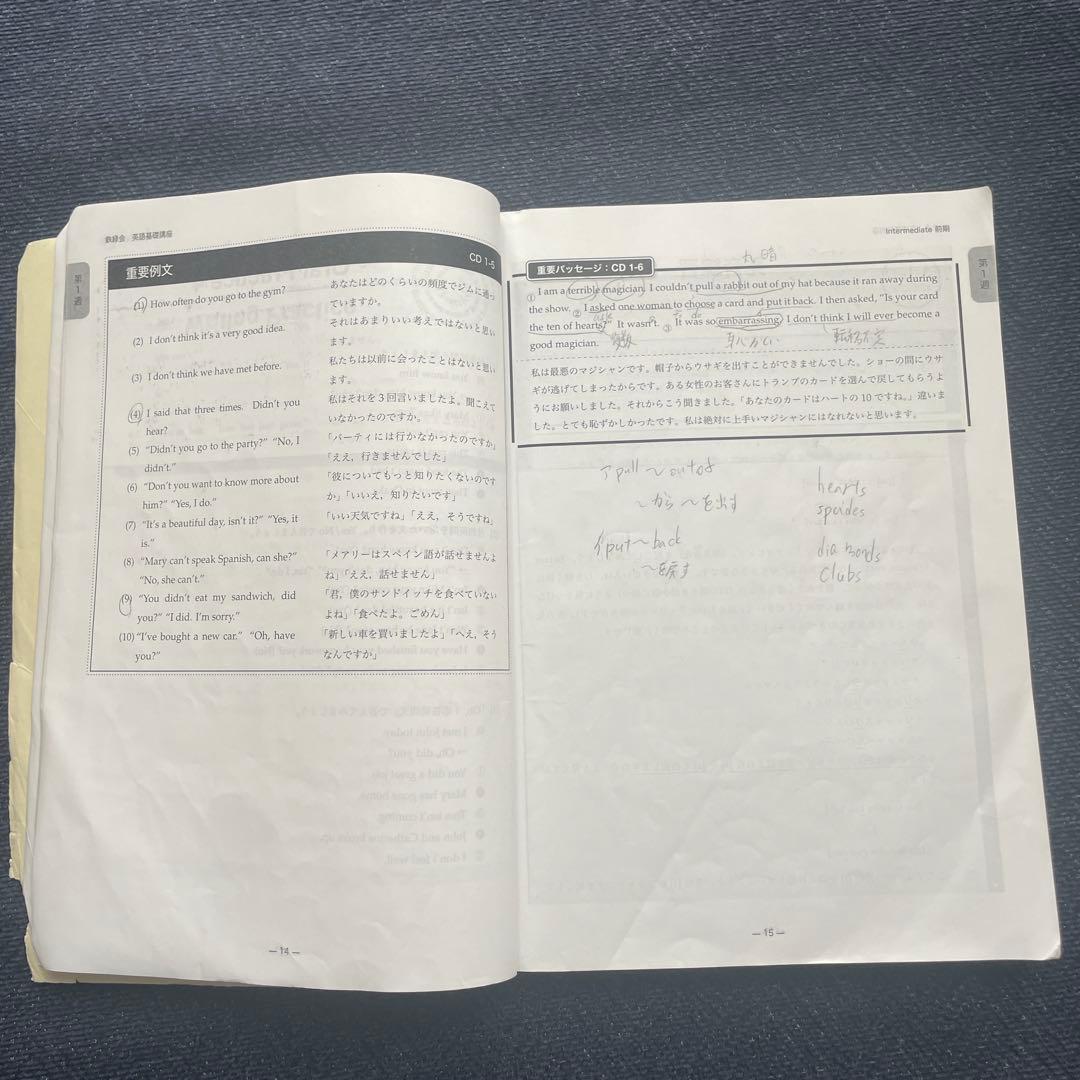 鉄緑会 英語基礎講座
第1週
重要例文
CD 1-5
(1) How often do you go to the gym?
あなたはどのくらいの頻度でジムに通っ
ていますか。
(2) I don't think it's a very good idea.
それはあまりいい考えではないと思い
ます。
(3) I don't think we have met before.
私たちは以前に会ったことはないと思い
ます。
(4) I said that three times. Didn't you
hear?
私はそれを3回言いましたよ。聞こえて
いなかったのですか。
(5) “Didn't you go to the party?” “No, I
didn't.”
「パーティには行かなかったのですか」
「ええ，行きませんでした」
(6) “Don't you want to know more about
him?” “Yes, I do.”
「彼についてもっと知りたくないのです
か」「いいえ，知りたいです」
(7) “It's a beautiful day, isn't it?” “Yes, it
is.”
「いい天気ですね」「ええ，そうですね」
(8) “Mary can't speak Spanish, can she?”
“No, she can't.”
「メアリーはスペイン語が話せませんよ
ね」「ええ，話せません」
(9) “You didn't eat my sandwich, did
you?” “I did. I'm sorry.”
「君，僕のサンドイッチを食べていない
よね」「食べたよ。ごめん」
(10) “I've bought a new car.” “Oh, have
you?”
「新しい車を買いましたよ」「へえ，そう
なんですか」
— 14 —
Intermediate 前期
第1週
丸暗
重要パッセージ：CD 1-6
① I am a terrible magician. I couldn't pull a rabbit out of my hat because it ran away during
the show. ② I asked one woman to choose a card and put it back. I then asked, “Is your card
the ten of hearts?” It wasn't. ③ It was so embarrassing. I don't think I will ever become a
good magician.
複数
転移否定
私は最悪のマジシャンです。帽子からウサギを出すことができませんでした。ショーの間にウサ
ギが逃げてしまったからです。ある女性のお客さんにトランプのカードを選んで戻してもらうよ
うにお願いしました。それからこう聞きました。「あなたのカードはハートの10ですね。」違いま
した。とても恥ずかしかったです。私は絶対に上手いマジシャンにはなれないと思います。
ア pull 〜 out of
〜から〜を出す
イ put 〜 back
〜を戻す
hearts
spades
diamonds
clubs
— 15 —